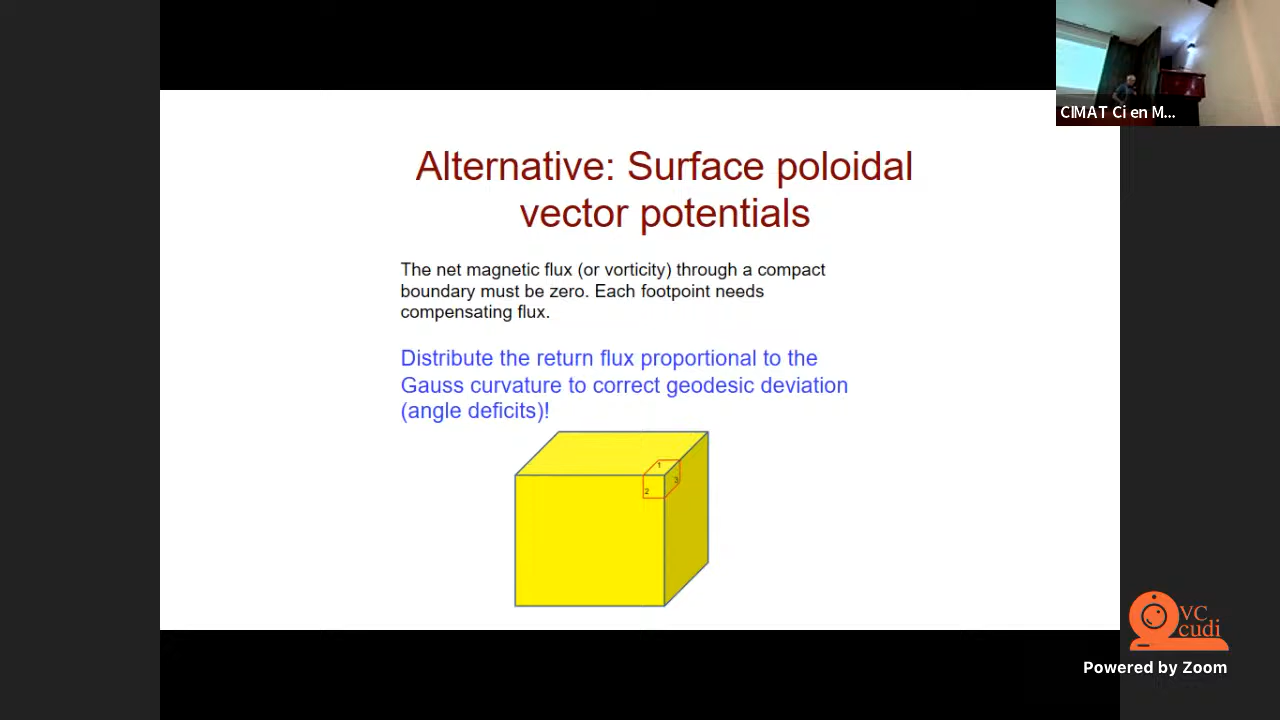 CIMAT Ci en M...
Alternative: Surface poloidal
vector potentials
The net magnetic flux (or vorticity) through a compact
boundary must be zero. Each footpoint needs
compensating flux.
Distribute the return flux proportional to the
Gauss curvature to correct geodesic deviation
(angle deficits)!
1
2
3
VC
cudi
Powered by Zoom